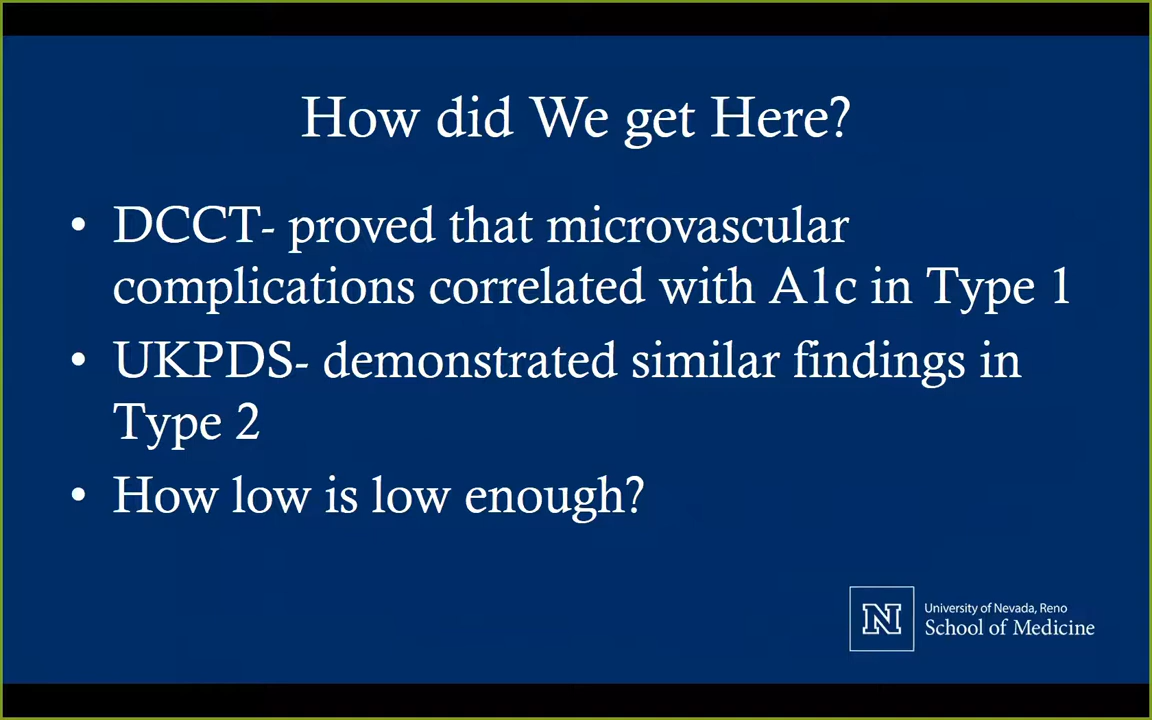 How did We get Here?
• DCCT- proved that microvascular
complications correlated with A1c in Type 1
• UKPDS- demonstrated similar findings in
Type 2
• How low is low enough?
N
University of Nevada, Reno
School of Medicine